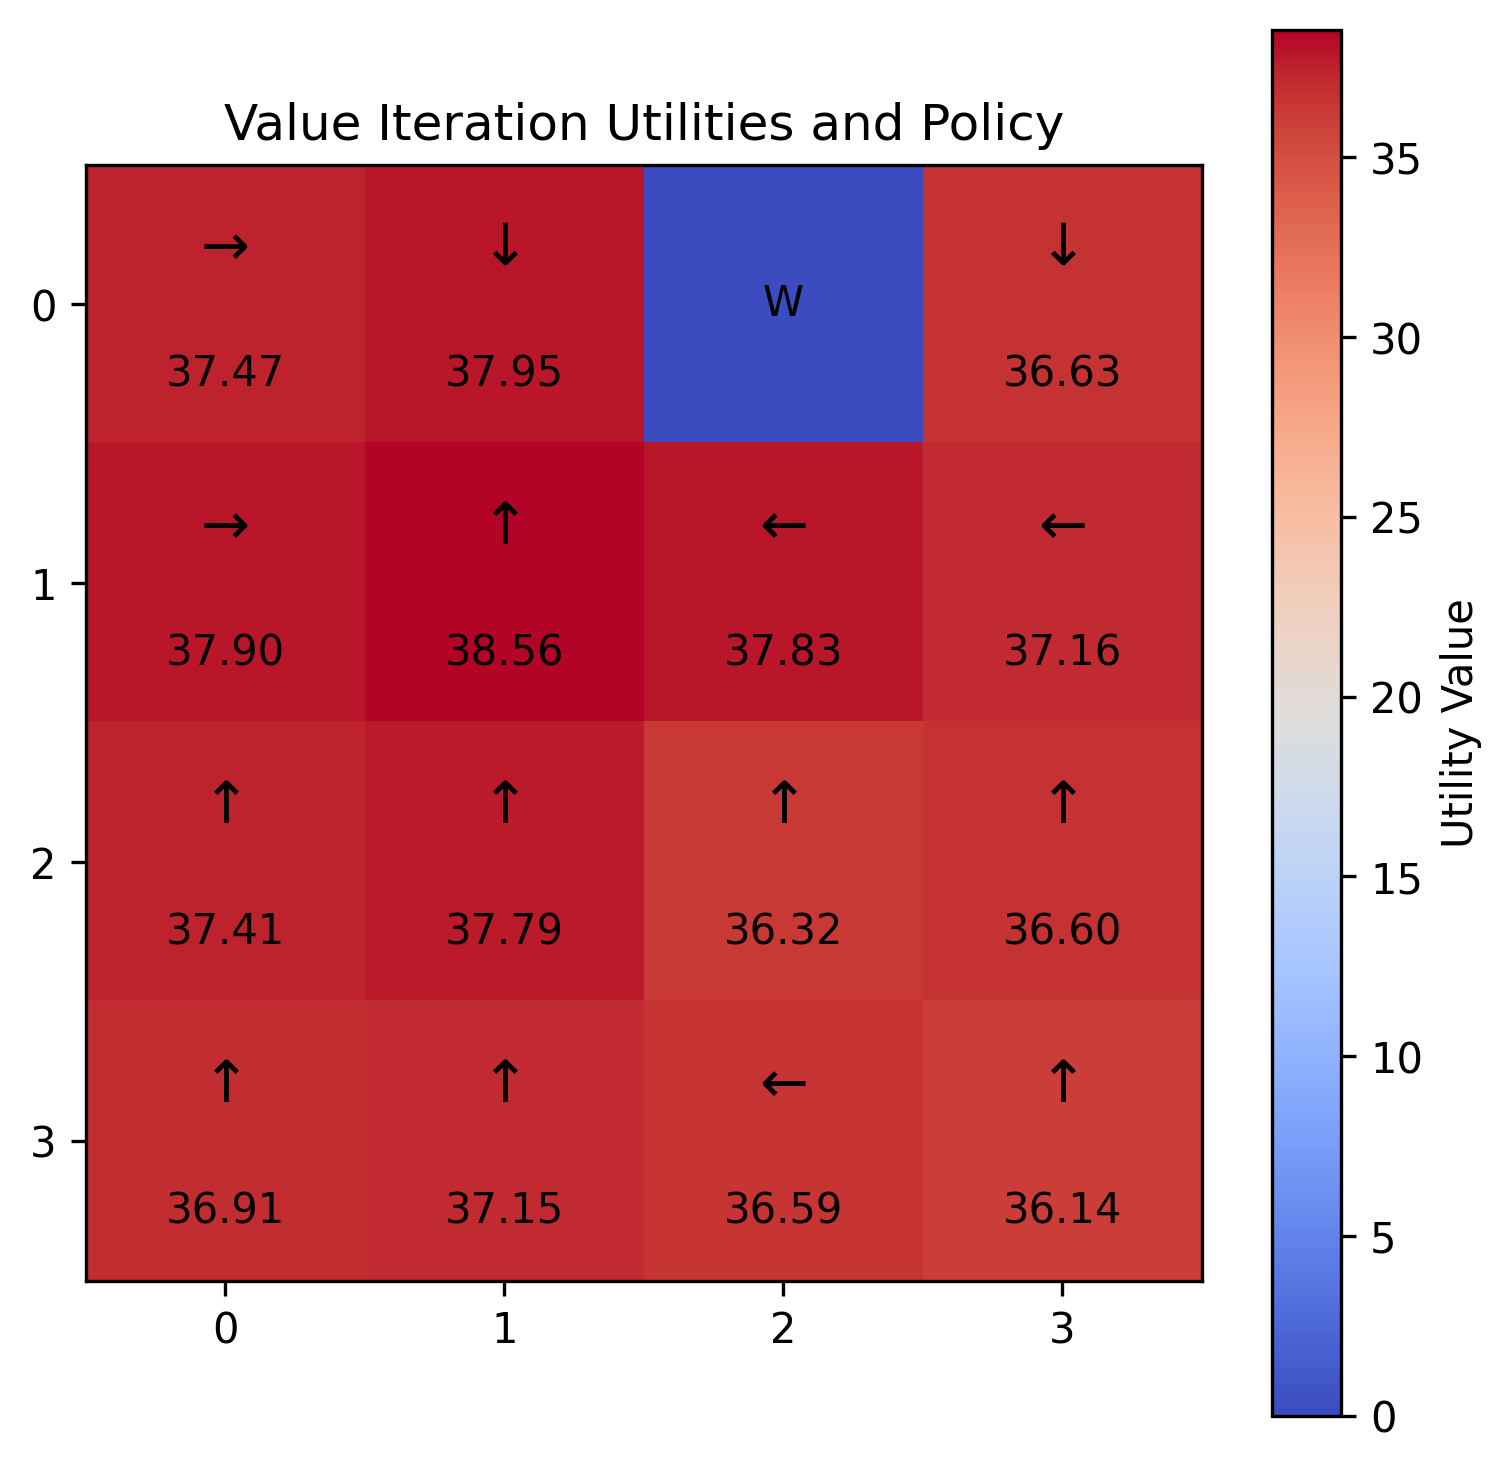 Value Iteration Utilities and Policy
→ ↓ ↓
0 W
37.47 37.95 36.63
→ ↑ ← ←
1
37.90 38.56 37.83 37.16
↑ ↑ ↑ ↑
2
37.41 37.79 36.32 36.60
↑ ↑ ← ↑
3
36.91 37.15 36.59 36.14
0 1 2 3
35
30
25
20
15
10
5
0
Utility Value